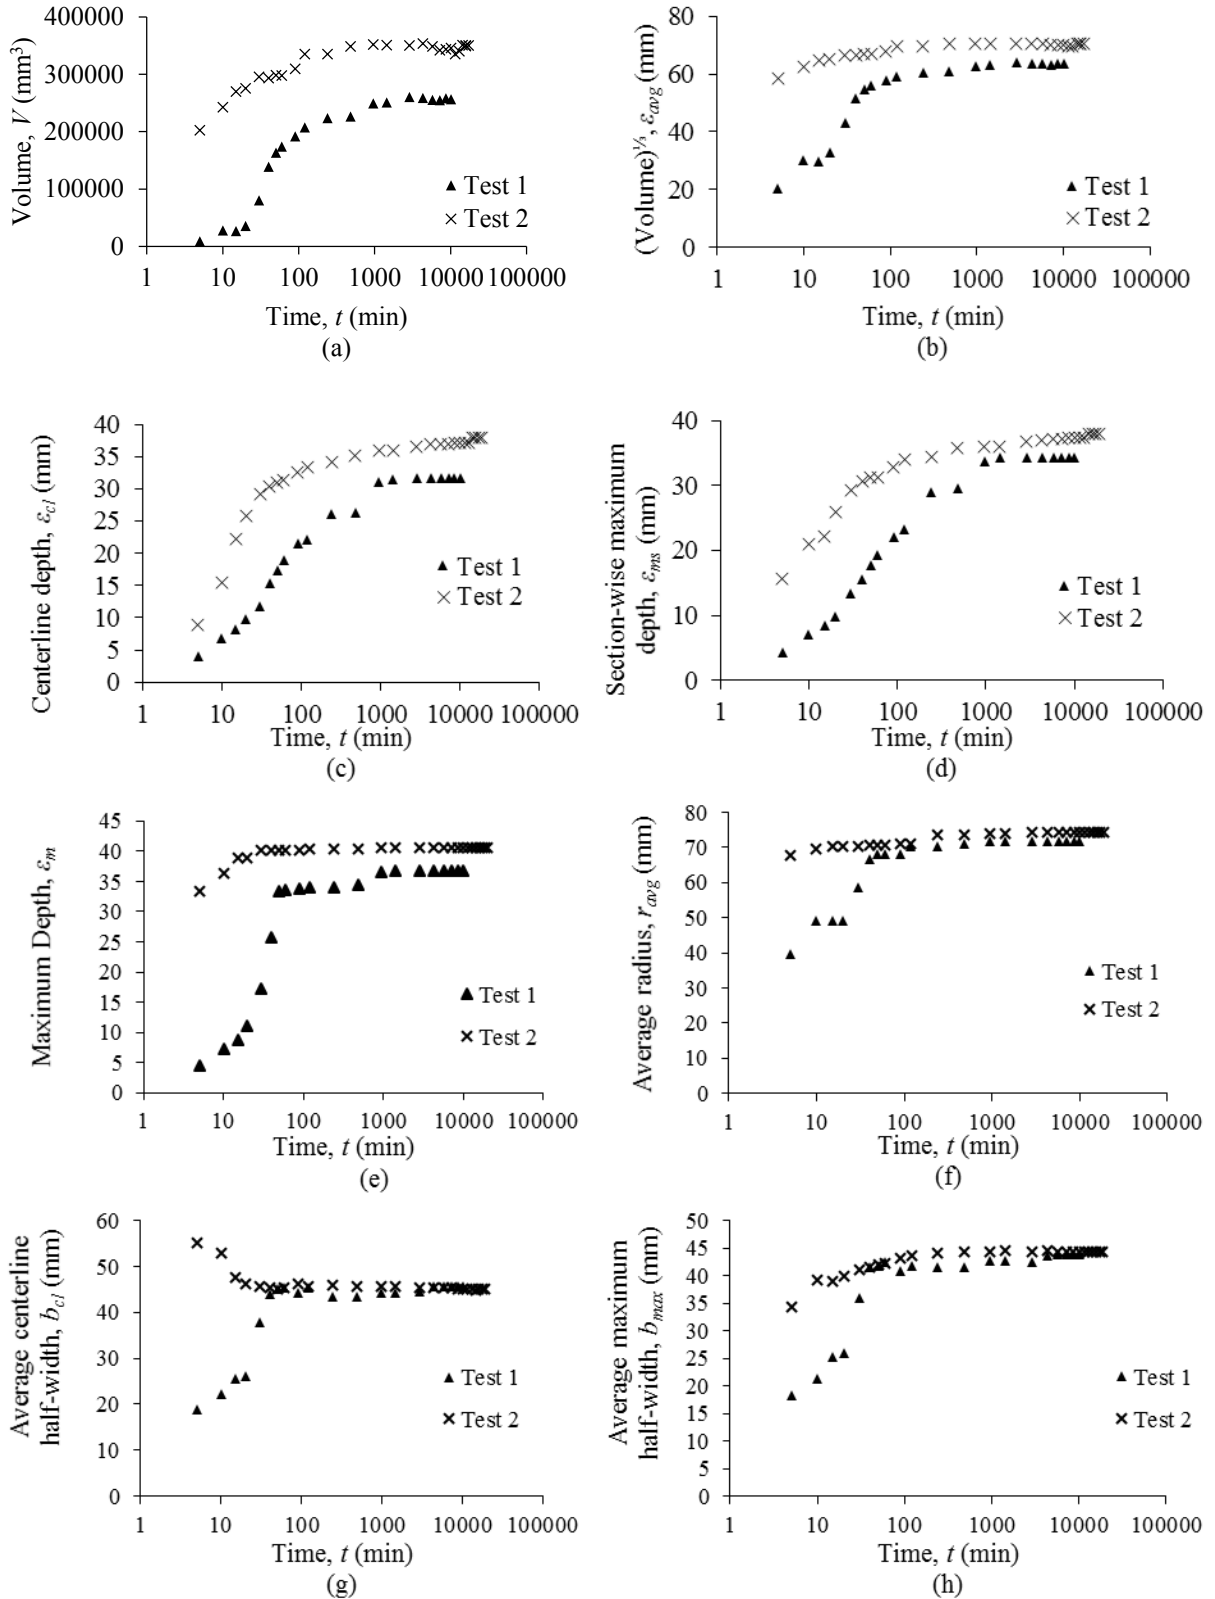 400000
300000
200000
100000
0
Volume, V (mm³)
Test 1
Test 2
1 10 100 1000 10000 100000
Time, t (min)
(a)
80
60
40
20
0
(Volume)^⅓, ε_avg (mm)
Test 1
Test 2
1 10 100 1000 10000 100000
Time, t (min)
(b)
40
35
30
25
20
15
10
5
0
Centerline depth, ε_cl (mm)
Test 1
Test 2
1 10 100 1000 10000 100000
Time, t (min)
(c)
40
30
20
10
0
Section-wise maximum
depth, ε_ms (mm)
Test 1
Test 2
1 10 100 1000 10000 100000
Time, t (min)
(d)
45
40
35
30
25
20
15
10
5
0
Maximum Depth, ε_m
Test 1
Test 2
1 10 100 1000 10000 100000
Time, t (min)
(e)
80
70
60
50
40
30
20
10
0
Average radius, r_avg (mm)
Test 1
Test 2
1 10 100 1000 10000 100000
Time, t (min)
(f)
60
50
40
30
20
10
0
Average centerline
half-width, b_cl (mm)
Test 1
Test 2
1 10 100 1000 10000 100000
Time, t (min)
(g)
50
45
40
35
30
25
20
15
10
5
0
Average maximum
half-width, b_max (mm)
Test 1
Test 2
1 10 100 1000 10000 100000
Time, t (min)
(h)